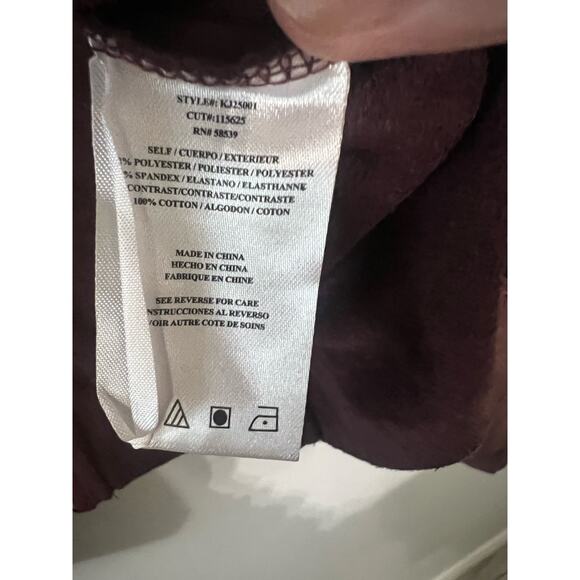 STYLE#: KJ25001
CUT#:115625
RN# 58539
SELF / CUERPO / EXTERIEUR
% POLYESTER / POLIESTER / POLYESTER
% SPANDEX / ELASTANO / ELASTHANNE
CONTRAST/CONTRASTE/CONTRASTE
100% COTTON / ALGODON / COTON
MADE IN CHINA
HECHO EN CHINA
FABRIQUE EN CHINE
SEE REVERSE FOR CARE
INSTRUCCIONES AL REVERSO
VOIR AUTRE COTE DE SOINS